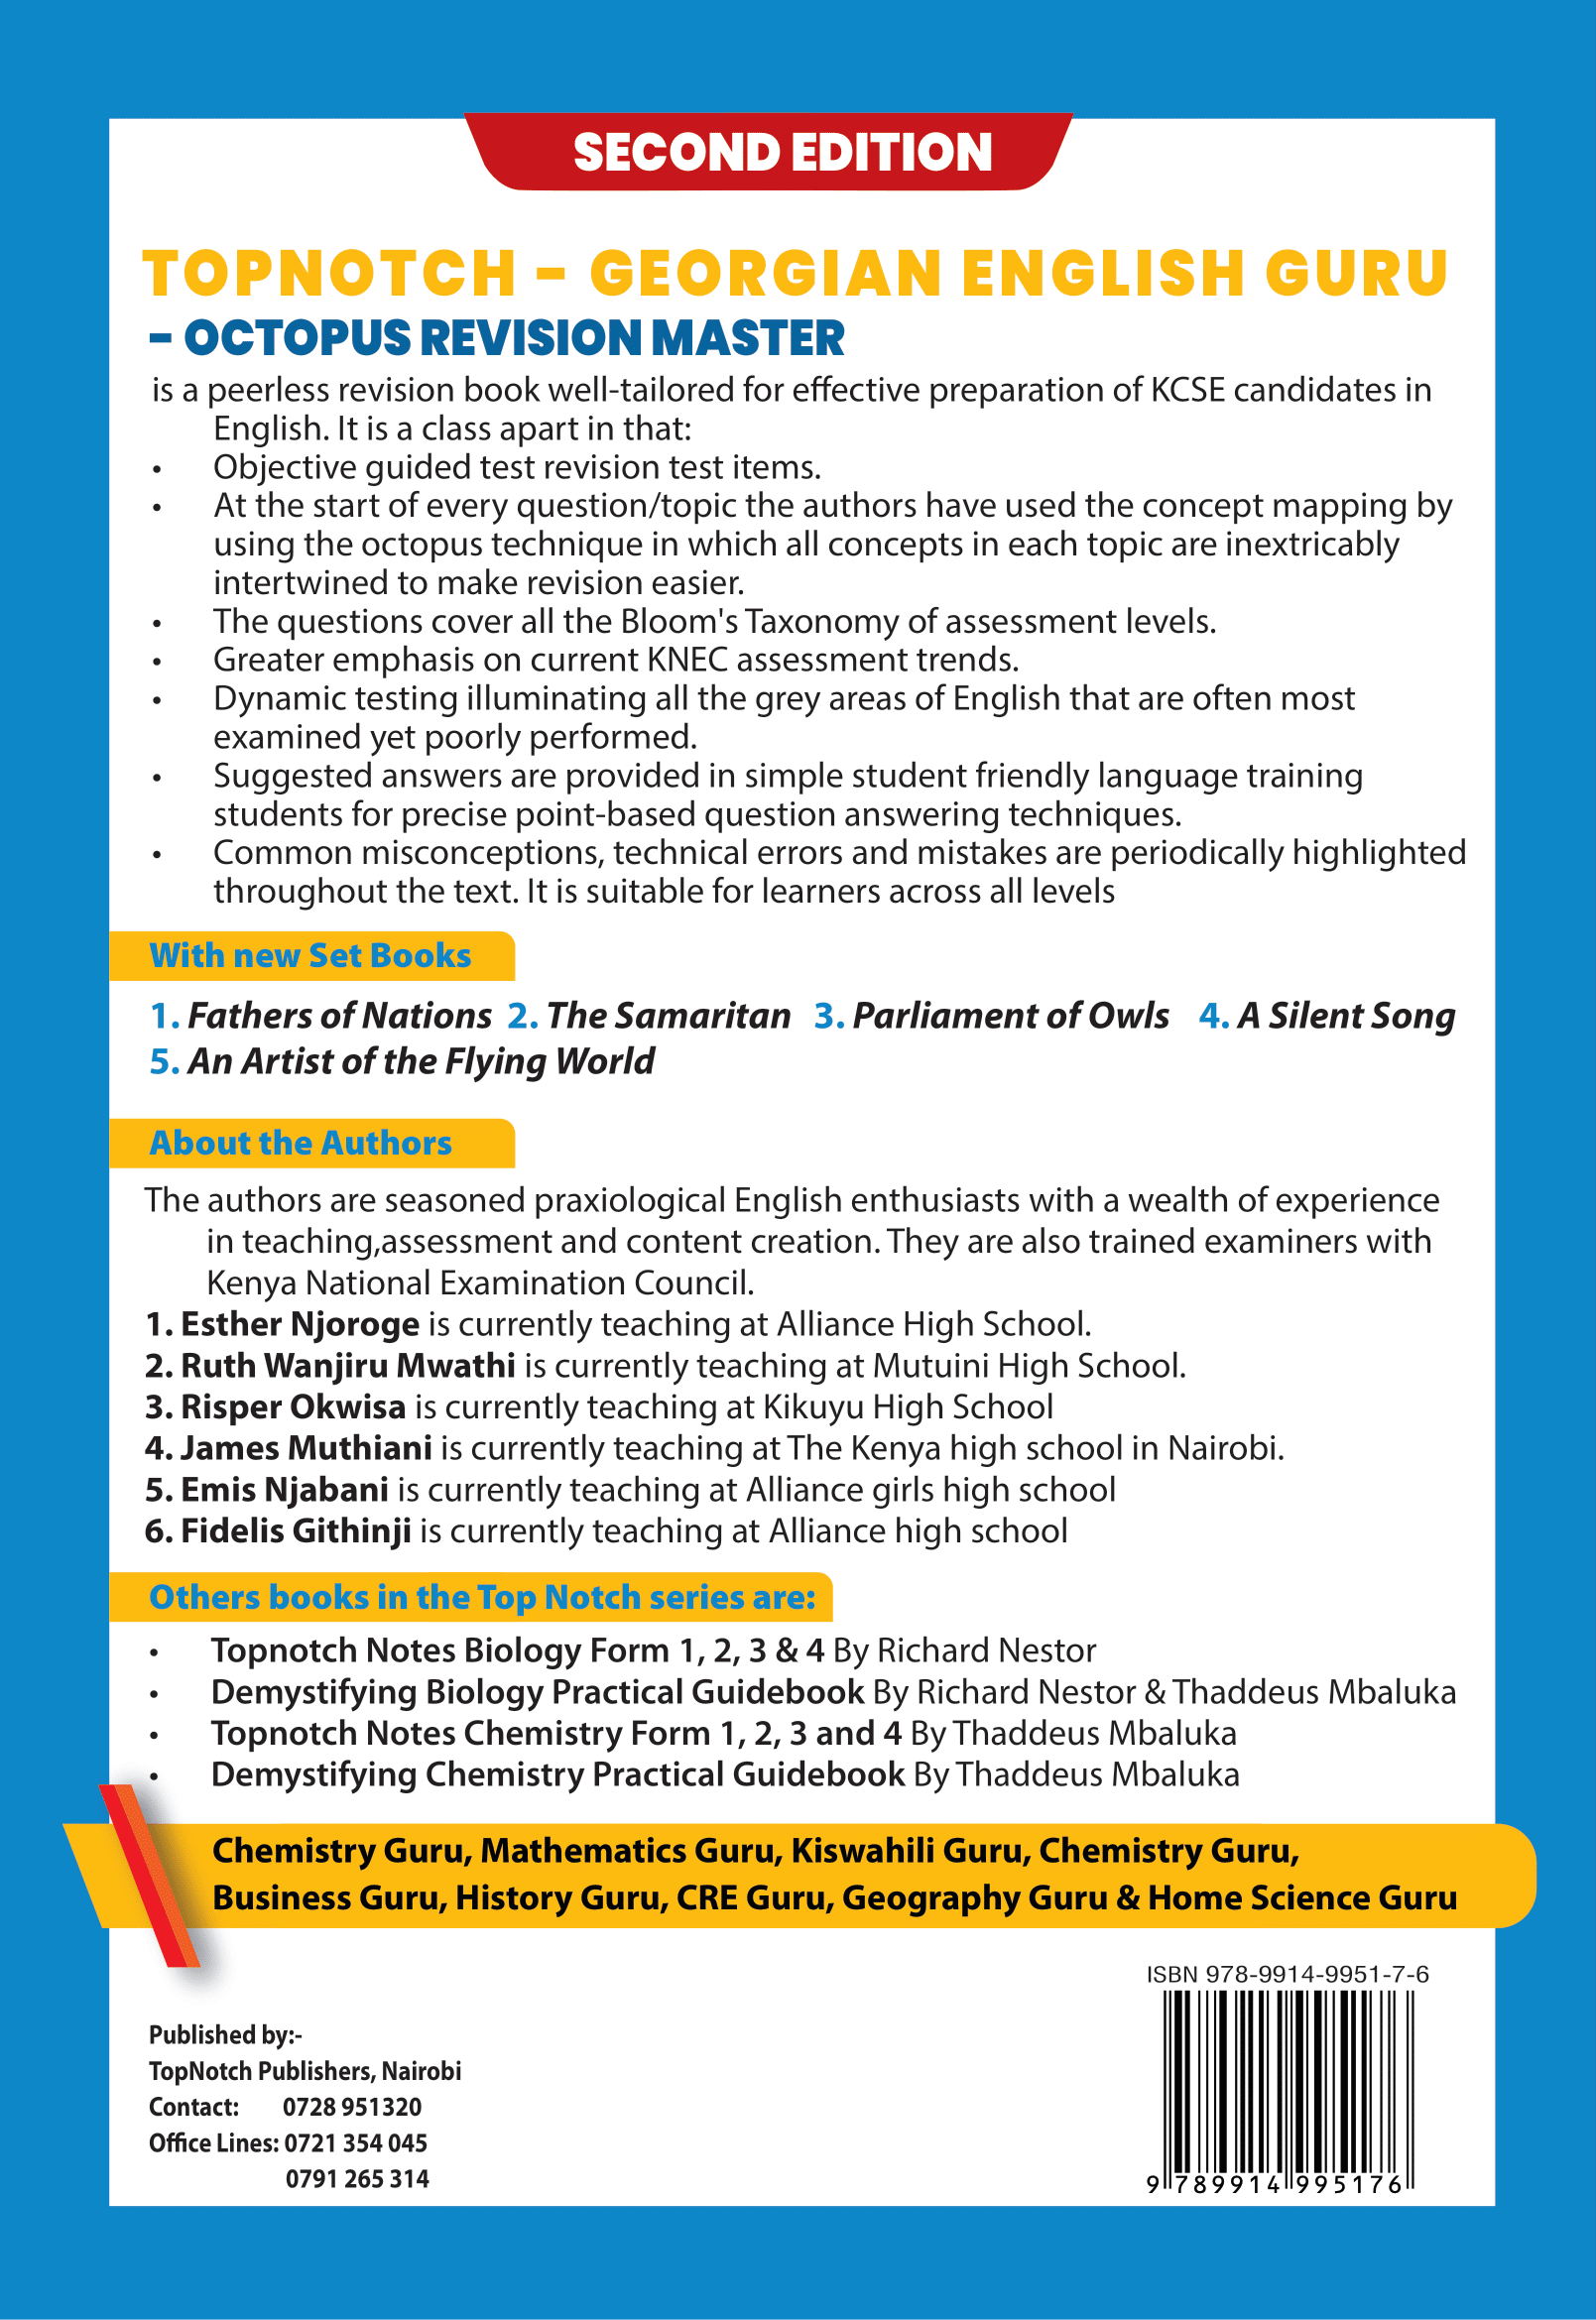 SECOND EDITION
TOPNOTCH - GEORGIAN ENGLISH GURU
- OCTOPUS REVISION MASTER
is a peerless revision book well-tailored for effective preparation of KCSE candidates in
English. It is a class apart in that:
• Objective guided test revision test items.
• At the start of every question/topic the authors have used the concept mapping by
using the octopus technique in which all concepts in each topic are inextricably
intertwined to make revision easier.
• The questions cover all the Bloom's Taxonomy of assessment levels.
• Greater emphasis on current KNEC assessment trends.
• Dynamic testing illuminating all the grey areas of English that are often most
examined yet poorly performed.
• Suggested answers are provided in simple student friendly language training
students for precise point-based question answering techniques.
• Common misconceptions, technical errors and mistakes are periodically highlighted
throughout the text. It is suitable for learners across all levels
With new Set Books
1. Fathers of Nations 2. The Samaritan 3. Parliament of Owls 4. A Silent Song
5. An Artist of the Flying World
About the Authors
The authors are seasoned praxiological English enthusiasts with a wealth of experience
in teaching,assessment and content creation. They are also trained examiners with
Kenya National Examination Council.
1. Esther Njoroge is currently teaching at Alliance High School.
2. Ruth Wanjiru Mwathi is currently teaching at Mutuini High School.
3. Risper Okwisa is currently teaching at Kikuyu High School
4. James Muthiani is currently teaching at The Kenya high school in Nairobi.
5. Emis Njabani is currently teaching at Alliance girls high school
6. Fidelis Githinji is currently teaching at Alliance high school
Others books in the Top Notch series are:
• Topnotch Notes Biology Form 1, 2, 3 & 4 By Richard Nestor
• Demystifying Biology Practical Guidebook By Richard Nestor & Thaddeus Mbaluka
• Topnotch Notes Chemistry Form 1, 2, 3 and 4 By Thaddeus Mbaluka
• Demystifying Chemistry Practical Guidebook By Thaddeus Mbaluka
Chemistry Guru, Mathematics Guru, Kiswahili Guru, Chemistry Guru,
Business Guru, History Guru, CRE Guru, Geography Guru & Home Science Guru
ISBN 978-9914-9951-7-6
9 789914 995176
Published by:-
TopNotch Publishers, Nairobi
Contact: 0728 951320
Office Lines: 0721 354 045
0791 265 314